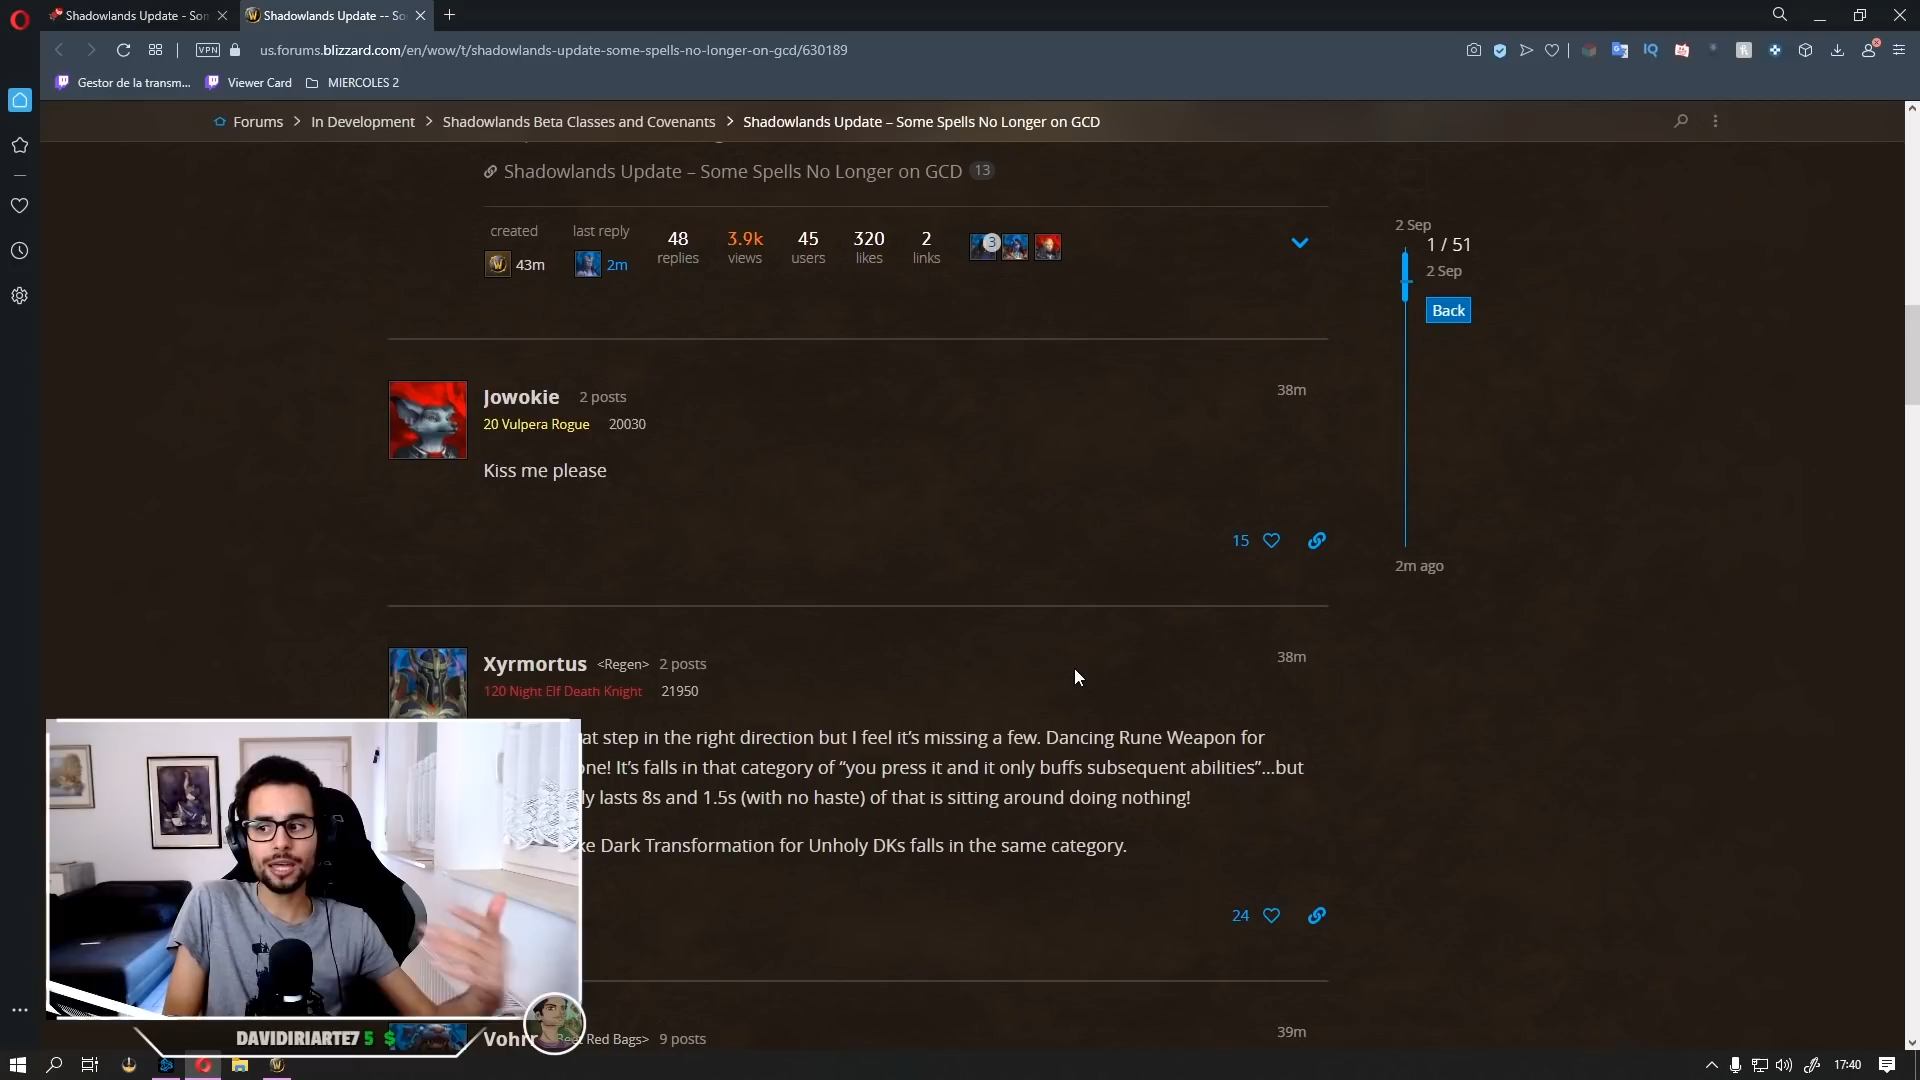 Shadowlands Update - Som
Shadowlands Update -- So
VPN
us.forums.blizzard.com/en/wow/t/shadowlands-update-some-spells-no-longer-on-gcd/630189
IQ
Gestor de la transm...
Viewer Card
MIERCOLES 2
Forums > In Development > Shadowlands Beta Classes and Covenants > Shadowlands Update – Some Spells No Longer on GCD
Shadowlands Update – Some Spells No Longer on GCD 13
created
43m
last reply
2m
48
replies
3.9k
views
45
users
320
likes
2
links
3
2 Sep
1 / 51
2 Sep
Back
2m ago
Jowokie 2 posts
38m
20 Vulpera Rogue 20030
Kiss me please
15
Xyrmortus <Regen> 2 posts
38m
120 Night Elf Death Knight 21950
at step in the right direction but I feel it's missing a few. Dancing Rune Weapon for
one! It's falls in that category of “you press it and it only buffs subsequent abilities”...but
ly lasts 8s and 1.5s (with no haste) of that is sitting around doing nothing!
ke Dark Transformation for Unholy DKs falls in the same category.
24
Vohrr
Red Bags> 9 posts
39m
DAVIDIRIARTE7 5 $
17:40